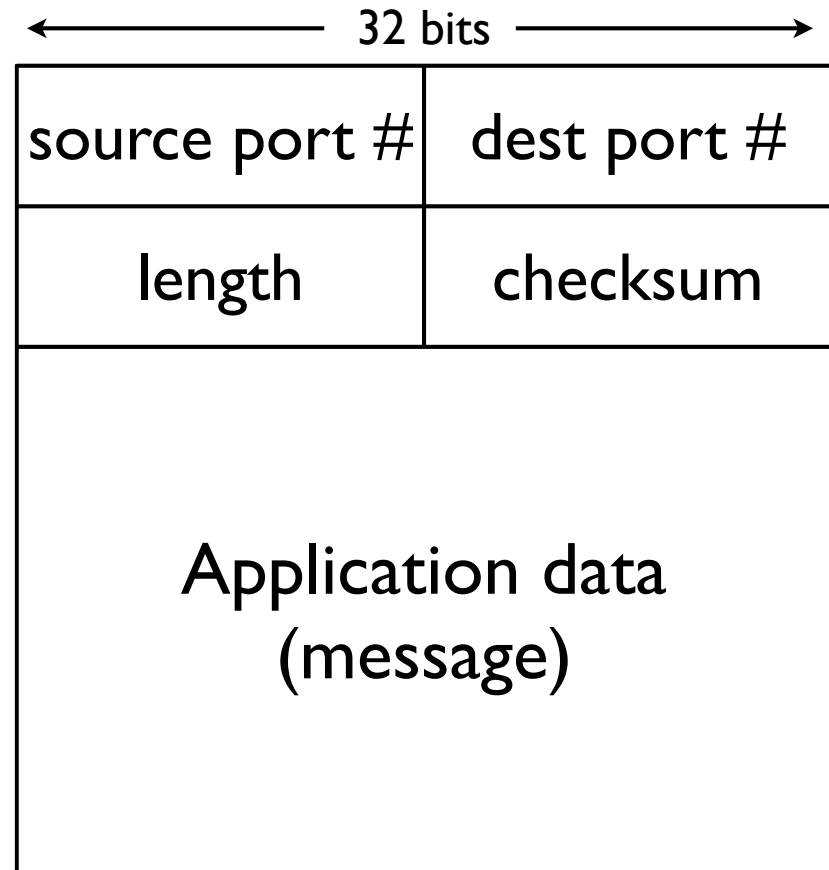 32 bits
source port # dest port #
length checksum
Application data
(message)